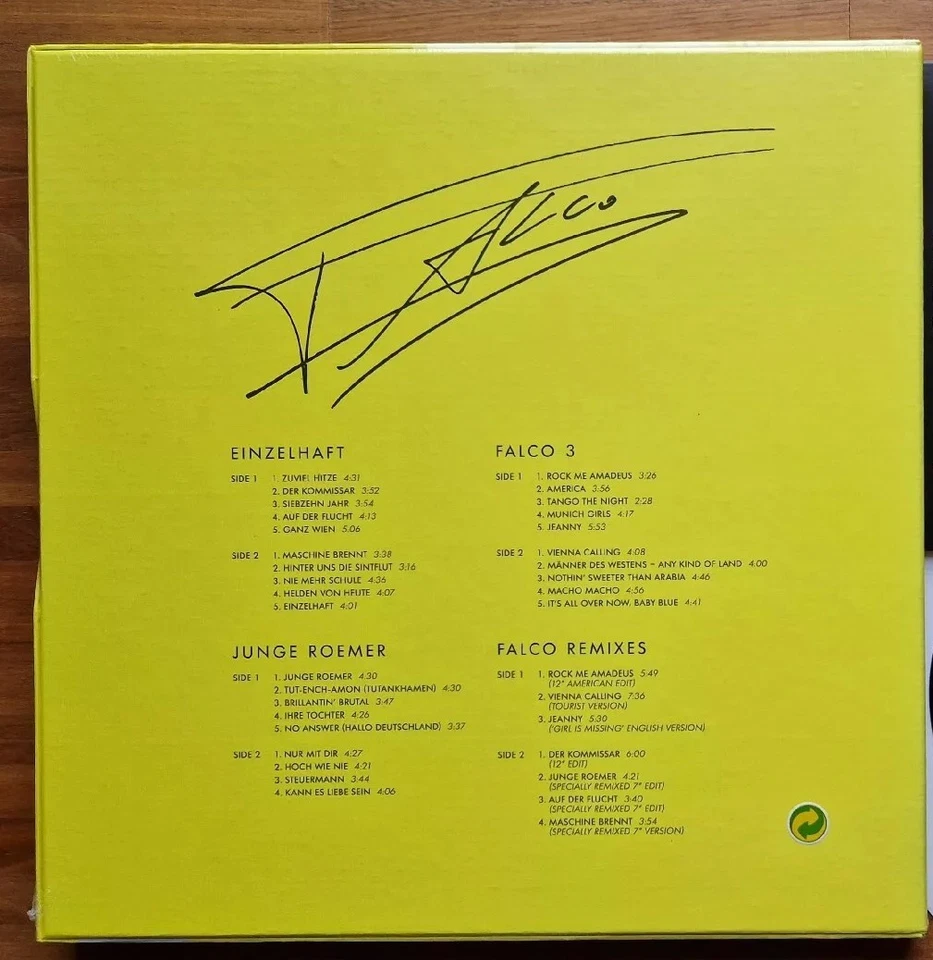 Falco
EINZELHAFT
SIDE 1 1. ZUVIEL HITZE 4:31
2. DER KOMMISSAR 3:52
3. SIEBZEHN JAHR 3:54
4. AUF DER FLUCHT 4:13
5. GANZ WIEN 5.06
SIDE 2 1. MASCHINE BRENNT 3:38
2. HINTER UNS DIE SINTFLUT 3:16
3. NIE MEHR SCHULE 4:36
4. HELDEN VON HEUTE 4:07
5. EINZELHAFT 4:01
FALCO 3
SIDE 1 1. ROCK ME AMADEUS 3:26
2. AMERICA 3:56
3. TANGO THE NIGHT 2:28
4. MUNICH GIRLS 4:17
5. JEANNY 5:53
SIDE 2 1. VIENNA CALLING 4:08
2. MÄNNER DES WESTENS – ANY KIND OF LAND 4:00
3. NOTHIN' SWEETER THAN ARABIA 4:46
4. MACHO MACHO 4:56
5. IT'S ALL OVER NOW, BABY BLUE 4:41
JUNGE ROEMER
SIDE 1 1. JUNGE ROEMER 4:30
2. TUT-ENCH-AMON (TUTANKHAMEN) 4:30
3. BRILLANTIN' BRUTAL 3:47
4. IHRE TOCHTER 4:26
5. NO ANSWER (HALLO DEUTSCHLAND) 3:37
SIDE 2 1. NUR MIT DIR 4:27
2. HOCH WIE NIE 4:21
3. STEUERMANN 3:44
4. KANN ES LIEBE SEIN 4:06
FALCO REMIXES
SIDE 1 1. ROCK ME AMADEUS 5:49
(12" AMERICAN EDIT)
2. VIENNA CALLING 7:36
(TOURIST VERSION)
3. JEANNY 5:30
('GIRL IS MISSING' ENGLISH VERSION)
SIDE 2 1. DER KOMMISSAR 6:00
(12" EDIT)
2. JUNGE ROEMER 4:21
(SPECIALLY REMIXED 7" EDIT)
3. AUF DER FLUCHT 3:40
(SPECIALLY REMIXED 7" EDIT)
4. MASCHINE BRENNT 3:54
(SPECIALLY REMIXED 7" VERSION)